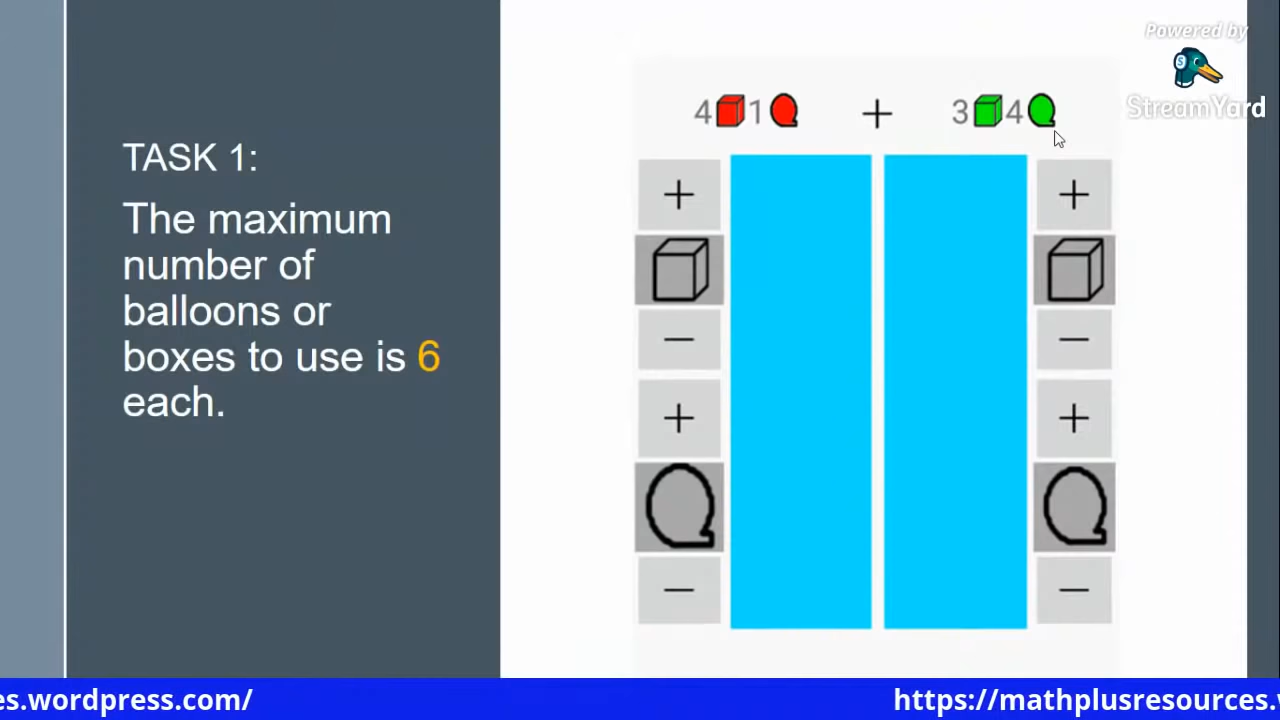 Powered by
StreamYard
4 1 + 3 4
TASK 1:
The maximum
number of
balloons or
boxes to use is 6
each.
+ +
− −
+ +
− −
es.wordpress.com/ https://mathplusresources.